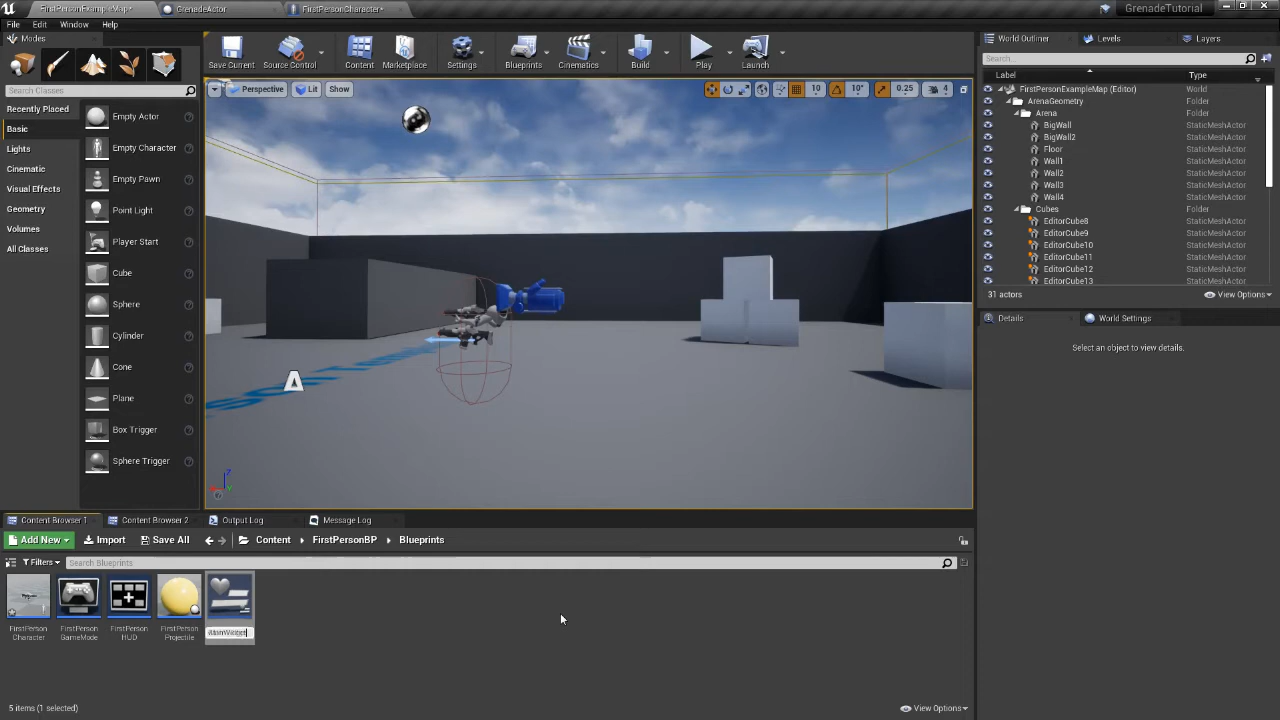 FirstPersonExampleMap*
GrenadeActor
FirstPersonCharacter*
GrenadeTutorial
File Edit Window Help
Modes
Save Current
Source Control
Content
Marketplace
Settings
Blueprints
Cinematics
Build
Play
Launch
Search Classes
Recently Placed
Basic
Lights
Cinematic
Visual Effects
Geometry
Volumes
All Classes
Empty Actor
Empty Character
Empty Pawn
Point Light
Player Start
Cube
Sphere
Cylinder
Cone
Plane
Box Trigger
Sphere Trigger
Perspective Lit Show
10 10° 0.25 4
World Outliner Levels Layers
Search...
Label Type
FirstPersonExampleMap (Editor) World
ArenaGeometry Folder
Arena Folder
BigWall StaticMeshActor
BigWall2 StaticMeshActor
Floor StaticMeshActor
Wall1 StaticMeshActor
Wall2 StaticMeshActor
Wall3 StaticMeshActor
Wall4 StaticMeshActor
Cubes Folder
EditorCube8 StaticMeshActor
EditorCube9 StaticMeshActor
EditorCube10 StaticMeshActor
EditorCube11 StaticMeshActor
EditorCube12 StaticMeshActor
EditorCube13 StaticMeshActor
31 actors View Options
Details World Settings
Select an object to view details.
Content Browser 1 Content Browser 2 Output Log Message Log
Add New Import Save All Content FirstPersonBP Blueprints
Filters Search Blueprints
FirstPerson
Character
FirstPerson
GameMode
FirstPerson
HUD
FirstPerson
Projectile
MainWidget
5 items (1 selected) View Options